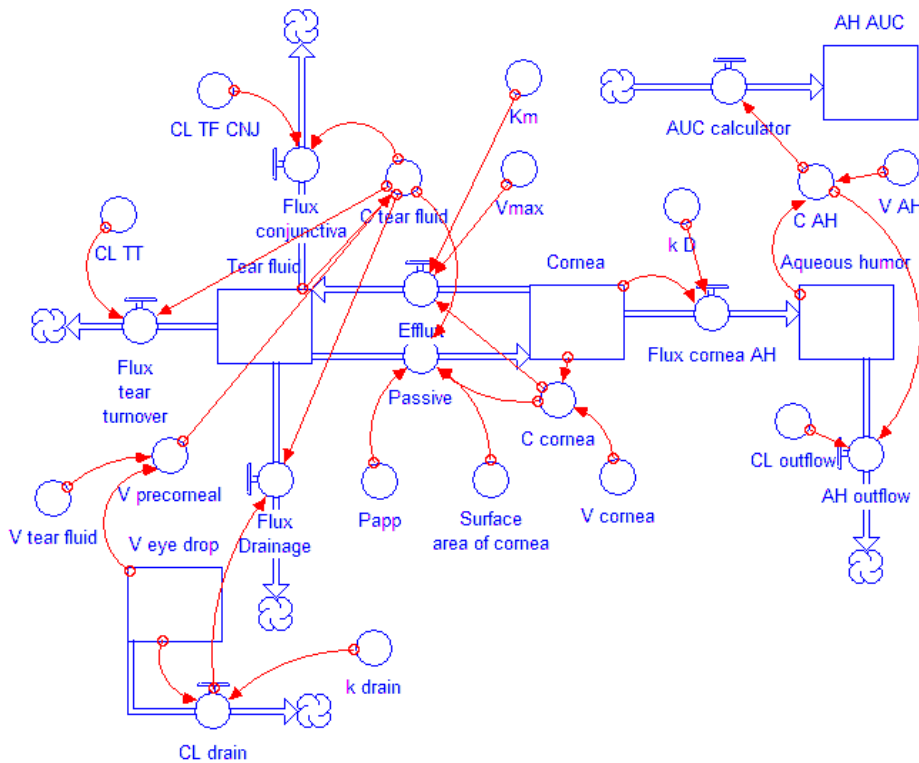 AH AUC
CL TF CNJ
Km
AUC calculator
Flux
conjunctiva
C tear fluid
Vmax
C AH
V AH
CL TT
k D
Tear fluid
Cornea
Aqueous humor
Efflux
Flux
tear
turnover
Passive
Flux cornea AH
C cornea
CL outflow
V precorneal
V tear fluid
Flux
Drainage
Papp
Surface
area of cornea
V cornea
AH outflow
V eye drop
k drain
CL drain